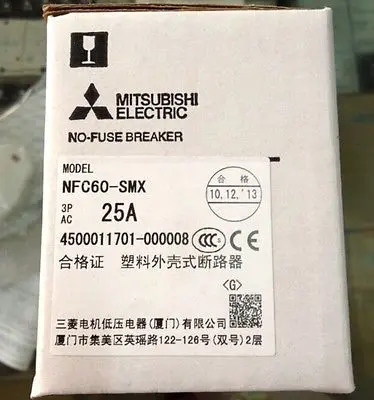 MITSUBISHI
ELECTRIC
NO-FUSE BREAKER
MODEL
NFC60-SMX
3P
AC 25A
合格
10.12.'13
4500011701-000008
CCC
合格证 塑料外壳式断路器
<G>
三菱电机低压电器(厦门)有限公司
厦门市集美区英瑶路122-126号(双号)2层